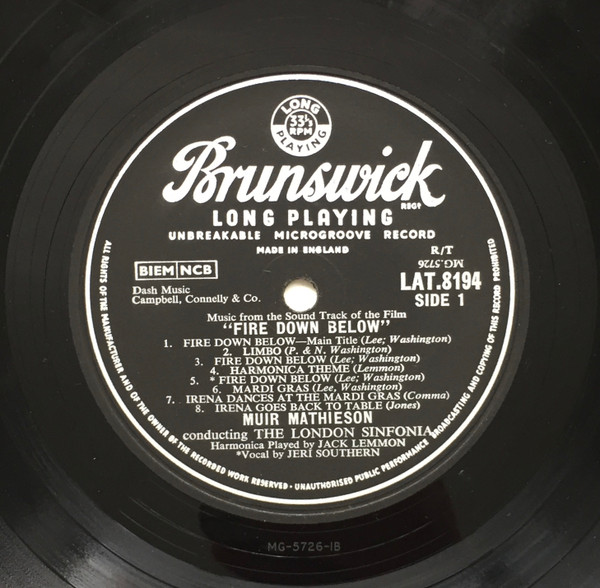 LONG
33⅓
RPM
PLAYING
Brunswick
REGD
LONG PLAYING
UNBREAKABLE MICROGROOVE RECORD
MADE IN ENGLAND
R/T
MG.5726
BIEM NCB
LAT.8194
SIDE 1
Dash Music
Campbell, Connelly & Co.
Music from the Sound Track of the Film
"FIRE DOWN BELOW"
1. FIRE DOWN BELOW—Main Title (Lee; Washington)
2. LIMBO (P. & N. Washington)
3. FIRE DOWN BELOW (Lee; Washington)
4. HARMONICA THEME (Lemmon)
5. * FIRE DOWN BELOW (Lee; Washington)
6. MARDI GRAS (Lee, Washington)
7. IRENA DANCES AT THE MARDI GRAS (Comma)
8. IRENA GOES BACK TO TABLE (Jones)
MUIR MATHIESON
conducting THE LONDON SINFONIA
Harmonica Played by JACK LEMMON
*Vocal by JERI SOUTHERN
ALL RIGHTS OF THE MANUFACTURER AND OF THE OWNER OF THE RECORDED WORK RESERVED · UNAUTHORISED PUBLIC PERFORMANCE BROADCASTING AND COPYING OF THIS RECORD PROHIBITED
MG-5726-1B